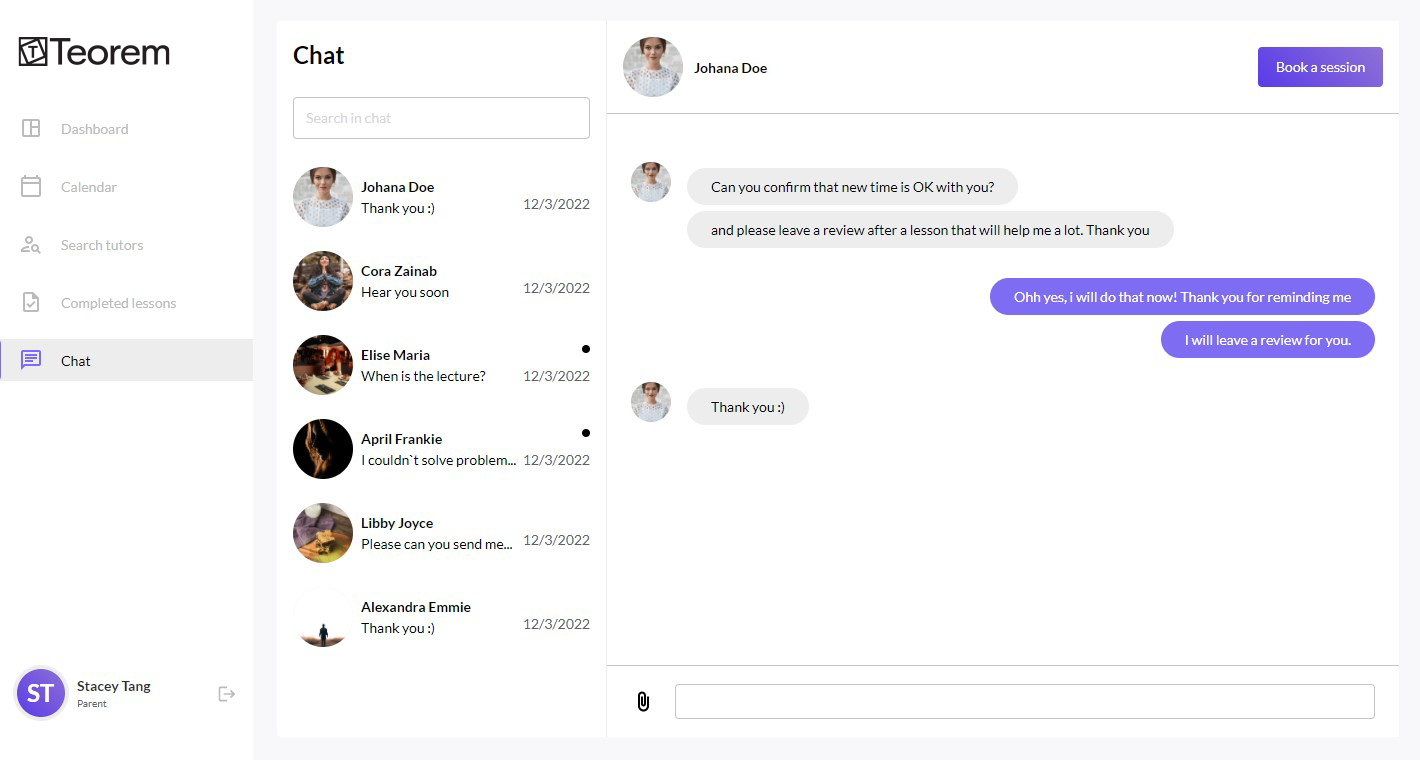 Teorem
Dashboard
Calendar
Search tutors
Completed lessons
Chat
ST
Stacey Tang
Parent
Chat
Search in chat
Johana Doe
Thank you :)
12/3/2022
Cora Zainab
Hear you soon
12/3/2022
Elise Maria
When is the lecture?
12/3/2022
April Frankie
I couldn`t solve problem...
12/3/2022
Libby Joyce
Please can you send me...
12/3/2022
Alexandra Emmie
Thank you :)
12/3/2022
Johana Doe
Book a session
Can you confirm that new time is OK with you?
and please leave a review after a lesson that will help me a lot. Thank you
Ohh yes, i will do that now! Thank you for reminding me
I will leave a review for you.
Thank you :)